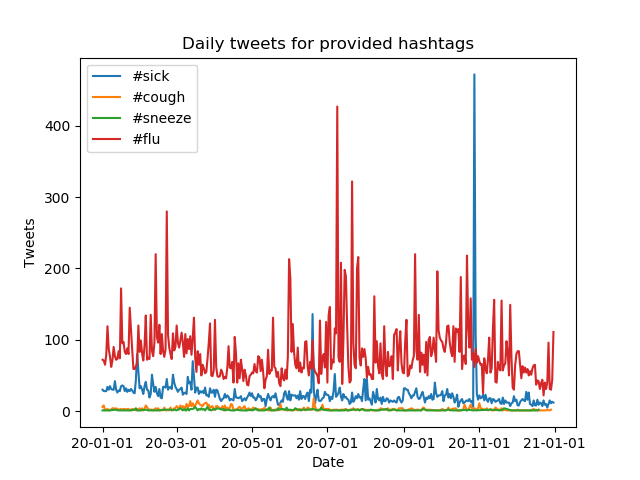 Daily tweets for provided hashtags
#sick
#cough
#sneeze
#flu
400
300
200
100
0
Tweets
20-01-01 20-03-01 20-05-01 20-07-01 20-09-01 20-11-01 21-01-01
Date